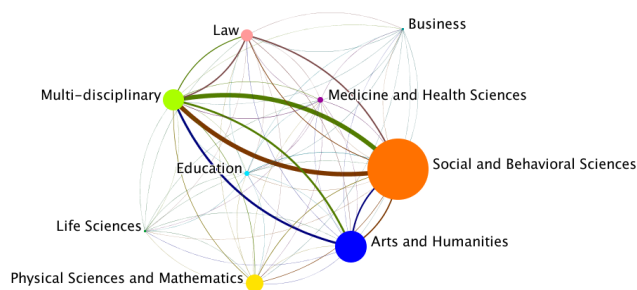 Business
Law
Multi-disciplinary
Medicine and Health Sciences
Education
Social and Behavioral Sciences
Life Sciences
Arts and Humanities
Physical Sciences and Mathematics